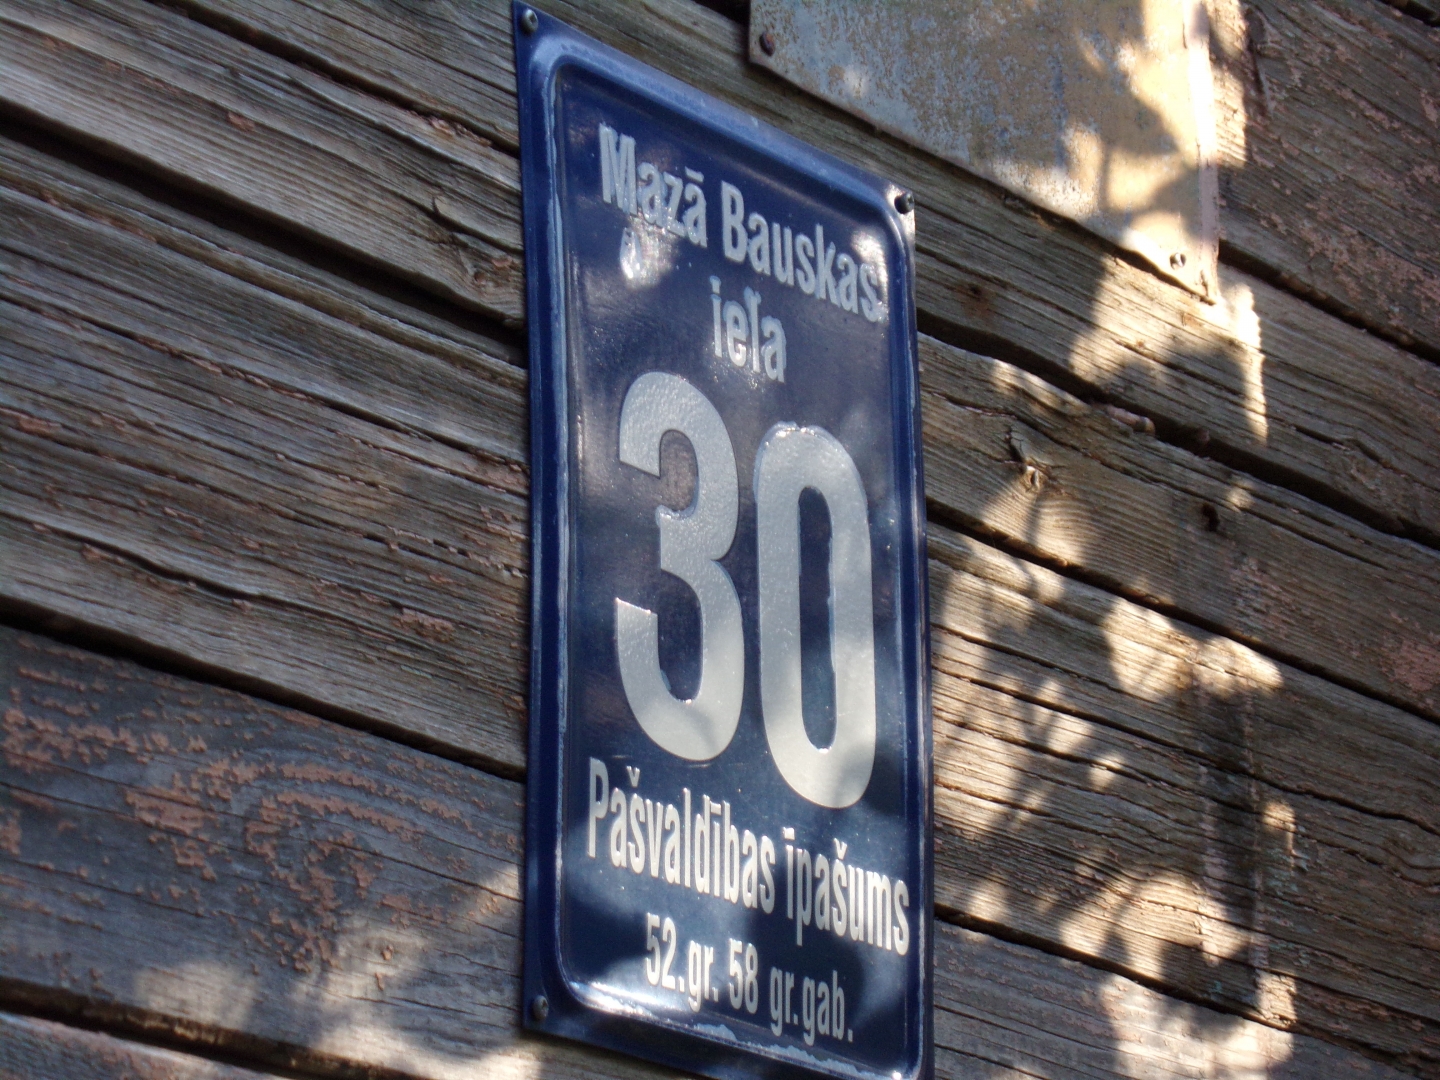 Mazā Bauskas
iela
30
Pašvaldības īpašums
52.gr. 58 gr.gab.